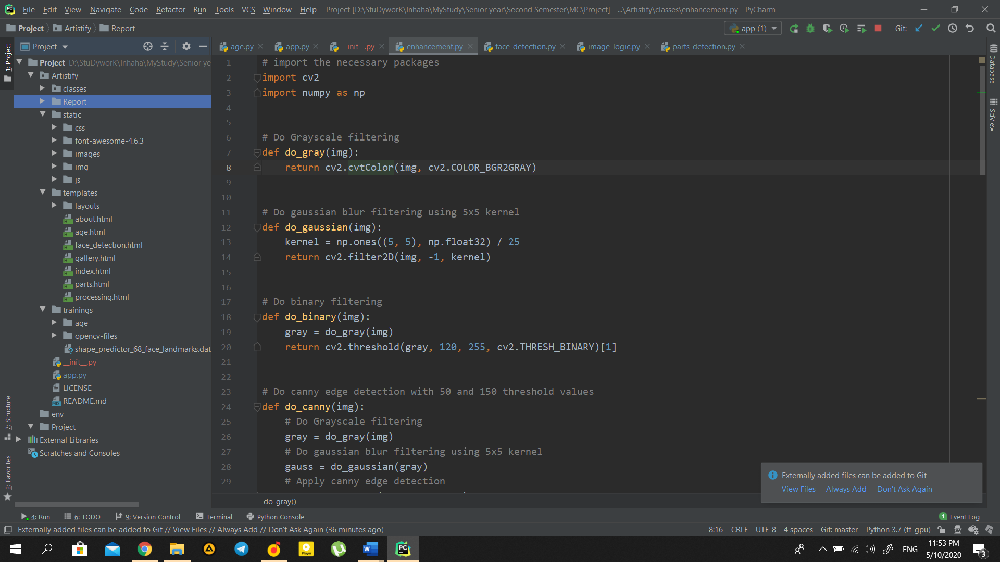 File Edit View Navigate Code Refactor Run Tools VCS Window Help Project [D:\StuDyworK\Inhaha\MyStudy\Senior year\Second Semester\MC\Project] - ...\Artistify\classes\enhancement.py - PyCharm
Project Artistify Report app (1) Git:
Project age.py app.py __init__.py enhancement.py face_detection.py image_logic.py parts_detection.py
1: Project
7: Structure
2: Favorites
Database
SciView
Project D:\StuDyworK\Inhaha\MyStudy\Senior ye
Artistify
classes
Report
static
css
font-awesome-4.6.3
images
img
js
templates
layouts
about.html
age.html
face_detection.html
gallery.html
index.html
parts.html
processing.html
trainings
age
opencv-files
shape_predictor_68_face_landmarks.dat
__init__.py
app.py
LICENSE
README.md
env
Project
External Libraries
Scratches and Consoles
1 # import the necessary packages
2 import cv2
3 import numpy as np
4
5
6 # Do Grayscale filtering
7 def do_gray(img):
8 return cv2.cvtColor(img, cv2.COLOR_BGR2GRAY)
9
10
11 # Do gaussian blur filtering using 5x5 kernel
12 def do_gaussian(img):
13 kernel = np.ones((5, 5), np.float32) / 25
14 return cv2.filter2D(img, -1, kernel)
15
16
17 # Do binary filtering
18 def do_binary(img):
19 gray = do_gray(img)
20 return cv2.threshold(gray, 120, 255, cv2.THRESH_BINARY)[1]
21
22
23 # Do canny edge detection with 50 and 150 threshold values
24 def do_canny(img):
25 # Do Grayscale filtering
26 gray = do_gray(img)
27 # Do gaussian blur filtering using 5x5 kernel
28 gauss = do_gaussian(gray)
29 # Apply canny edge detection
do_gray()
Externally added files can be added to Git
View Files Always Add Don't Ask Again
4: Run 6: TODO 9: Version Control Terminal Python Console 1 Event Log
Externally added files can be added to Git // View Files // Always Add // Don't Ask Again (36 minutes ago) 8:16 CRLF UTF-8 4 spaces Git: master Python 3.7 (tf-gpu)
ENG 11:53 PM
5/10/2020 3